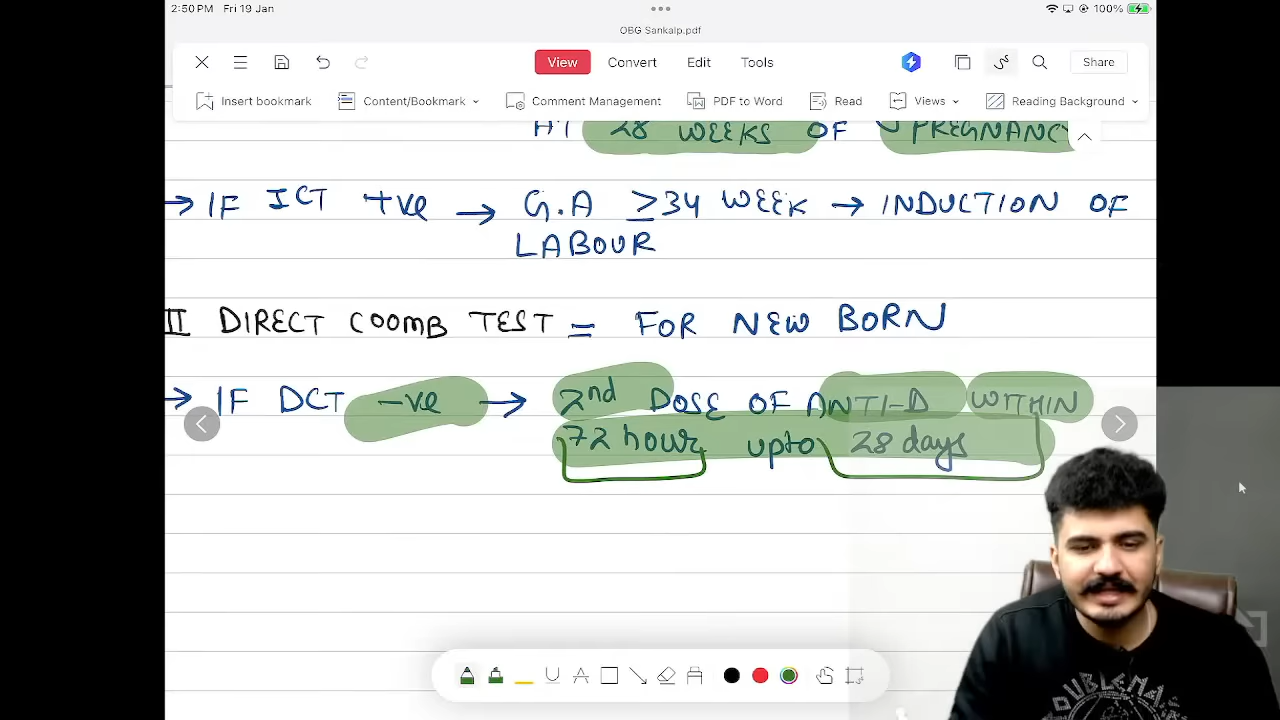 2:50 PM Fri 19 Jan
100%
OBG Sankalp.pdf
View Convert Edit Tools Share
Insert bookmark Content/Bookmark Comment Management PDF to Word Read Views Reading Background
AT 28 WEEKS OF PREGNANCY
→ IF ICT +ve → G.A ≥34 WEEK → INDUCTION OF
LABOUR
II DIRECT COOMB TEST = FOR NEW BORN
→ IF DCT -ve → 2nd DOSE OF ANTI-D WITHIN
72 hour upto 28 days